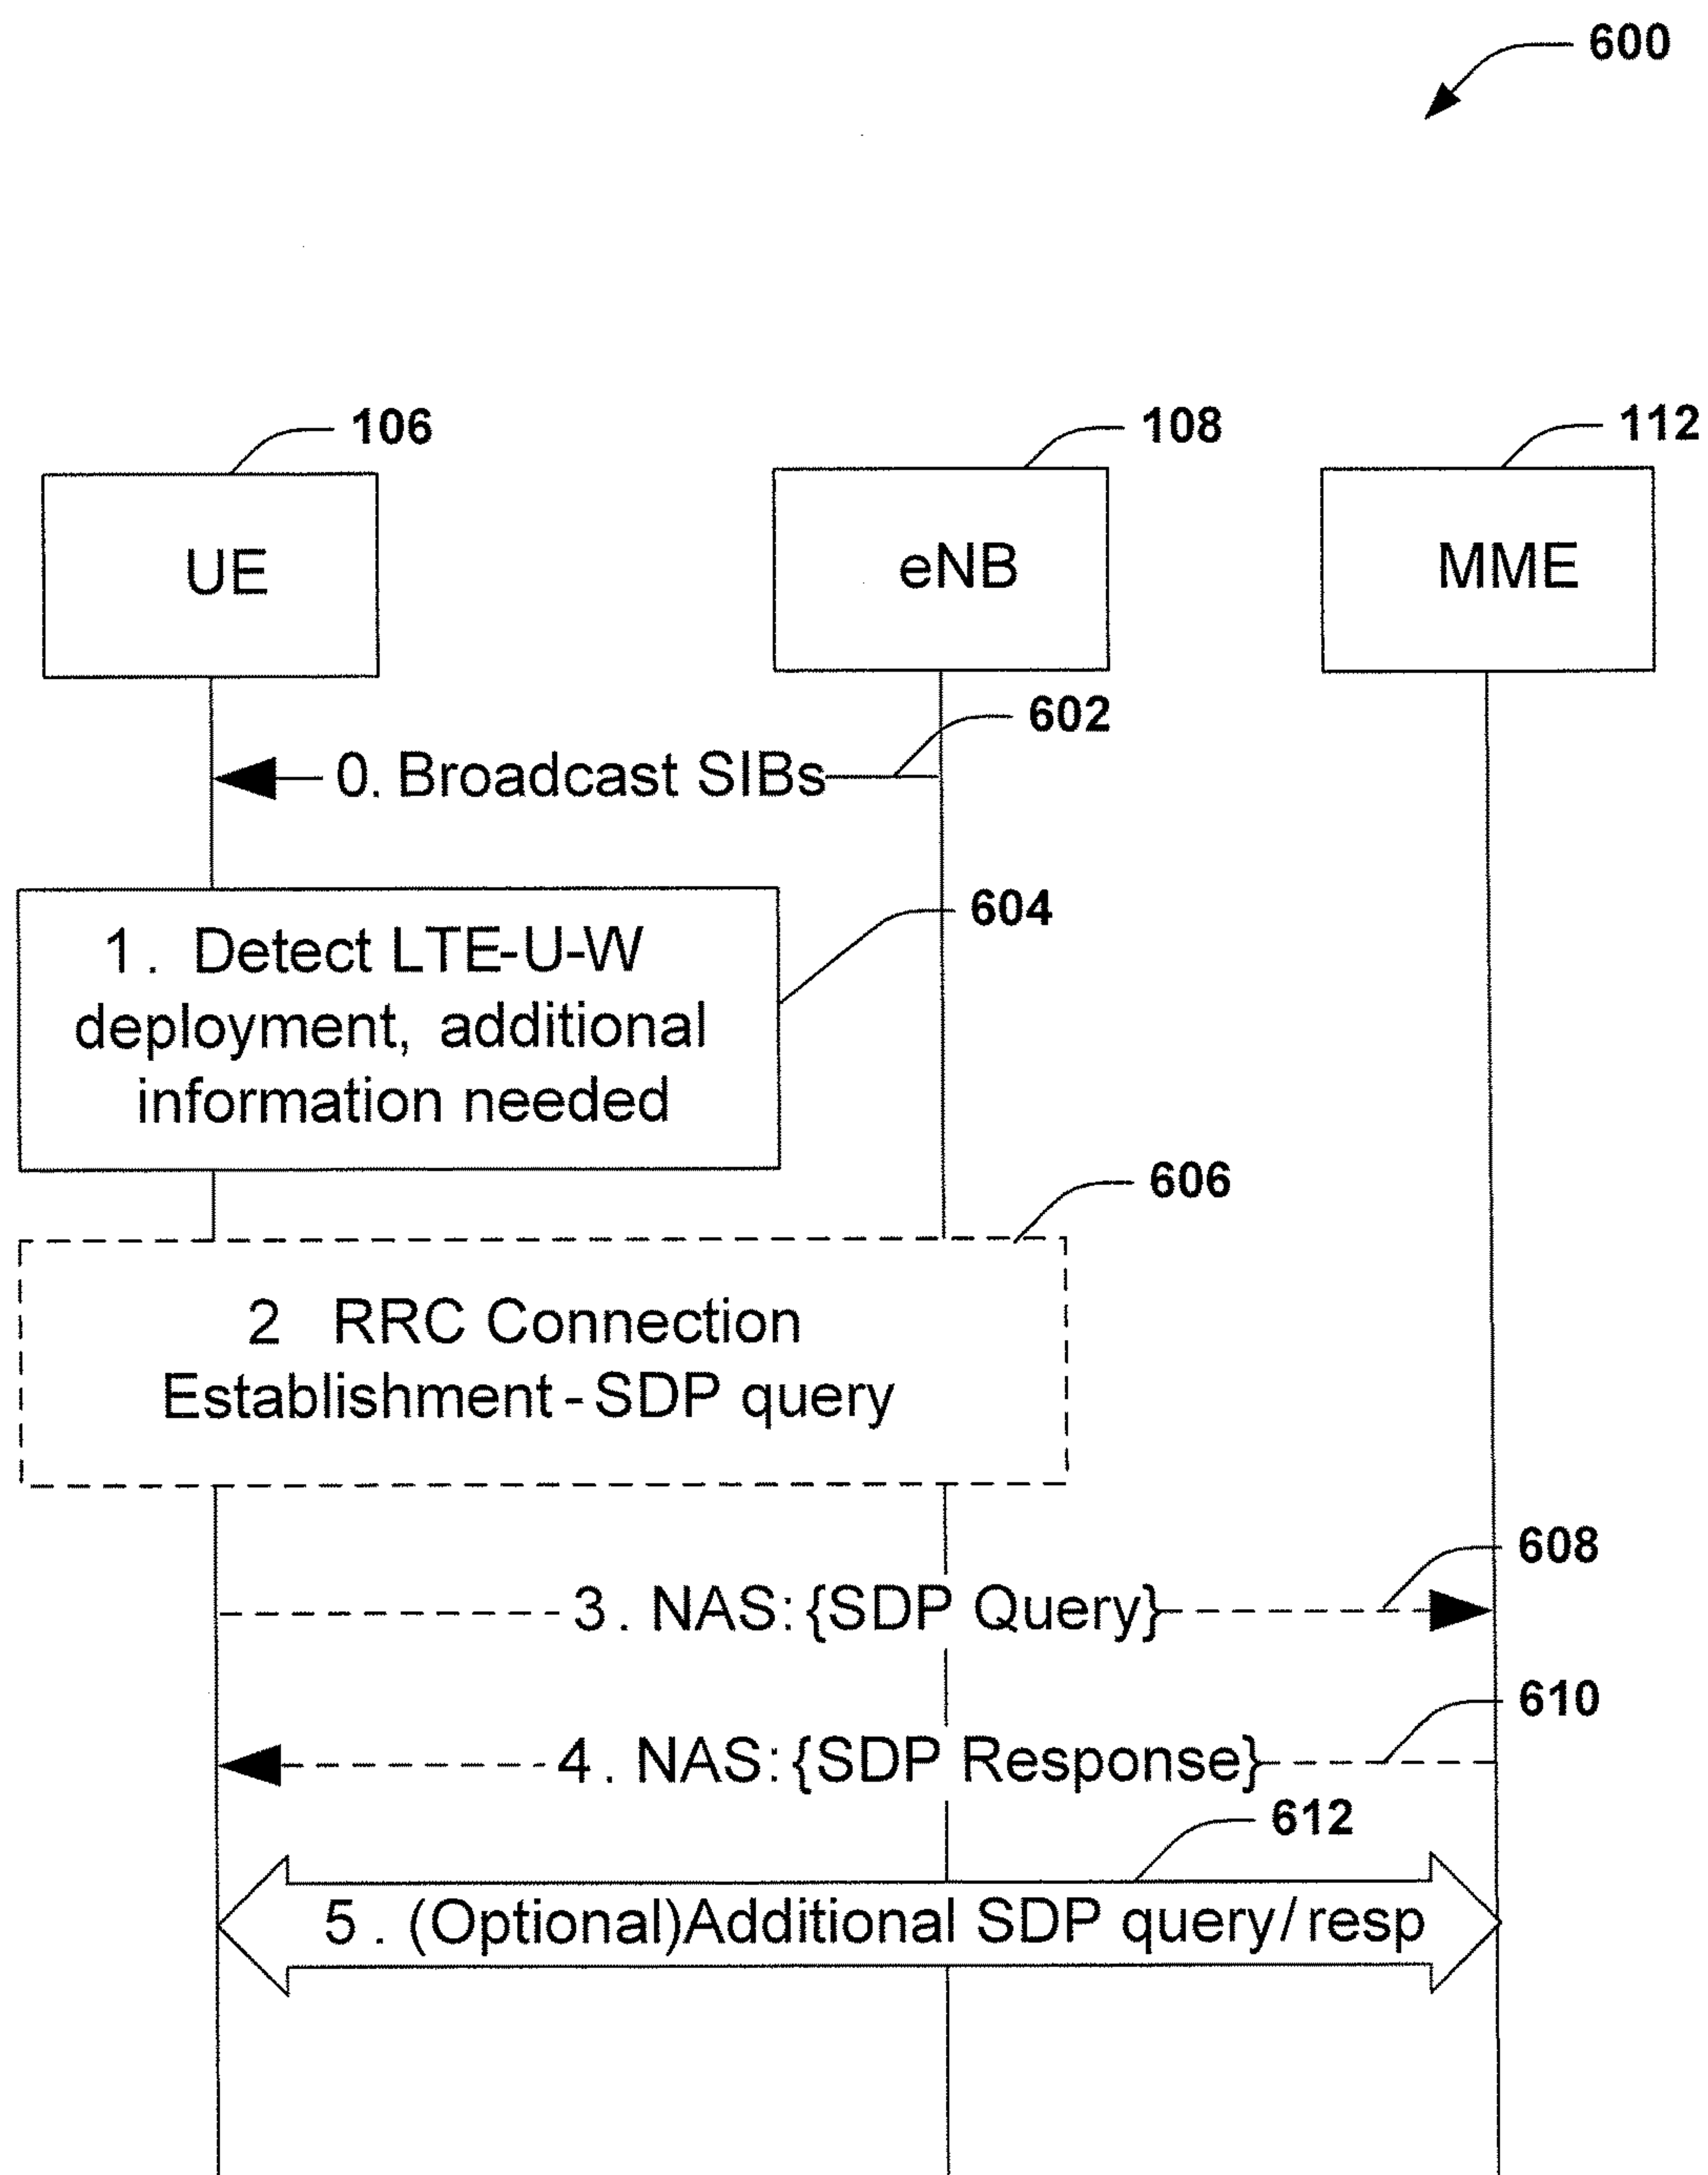 600
106
108
112
UE
eNB
MME
602
0. Broadcast SIBs
604
1. Detect LTE-U-W
deployment, additional
information needed
606
2 RRC Connection
Establishment-SDP query
608
3. NAS:{SDP Query}
610
4. NAS:{SDP Response}
612
5. (Optional)Additional SDP query/resp